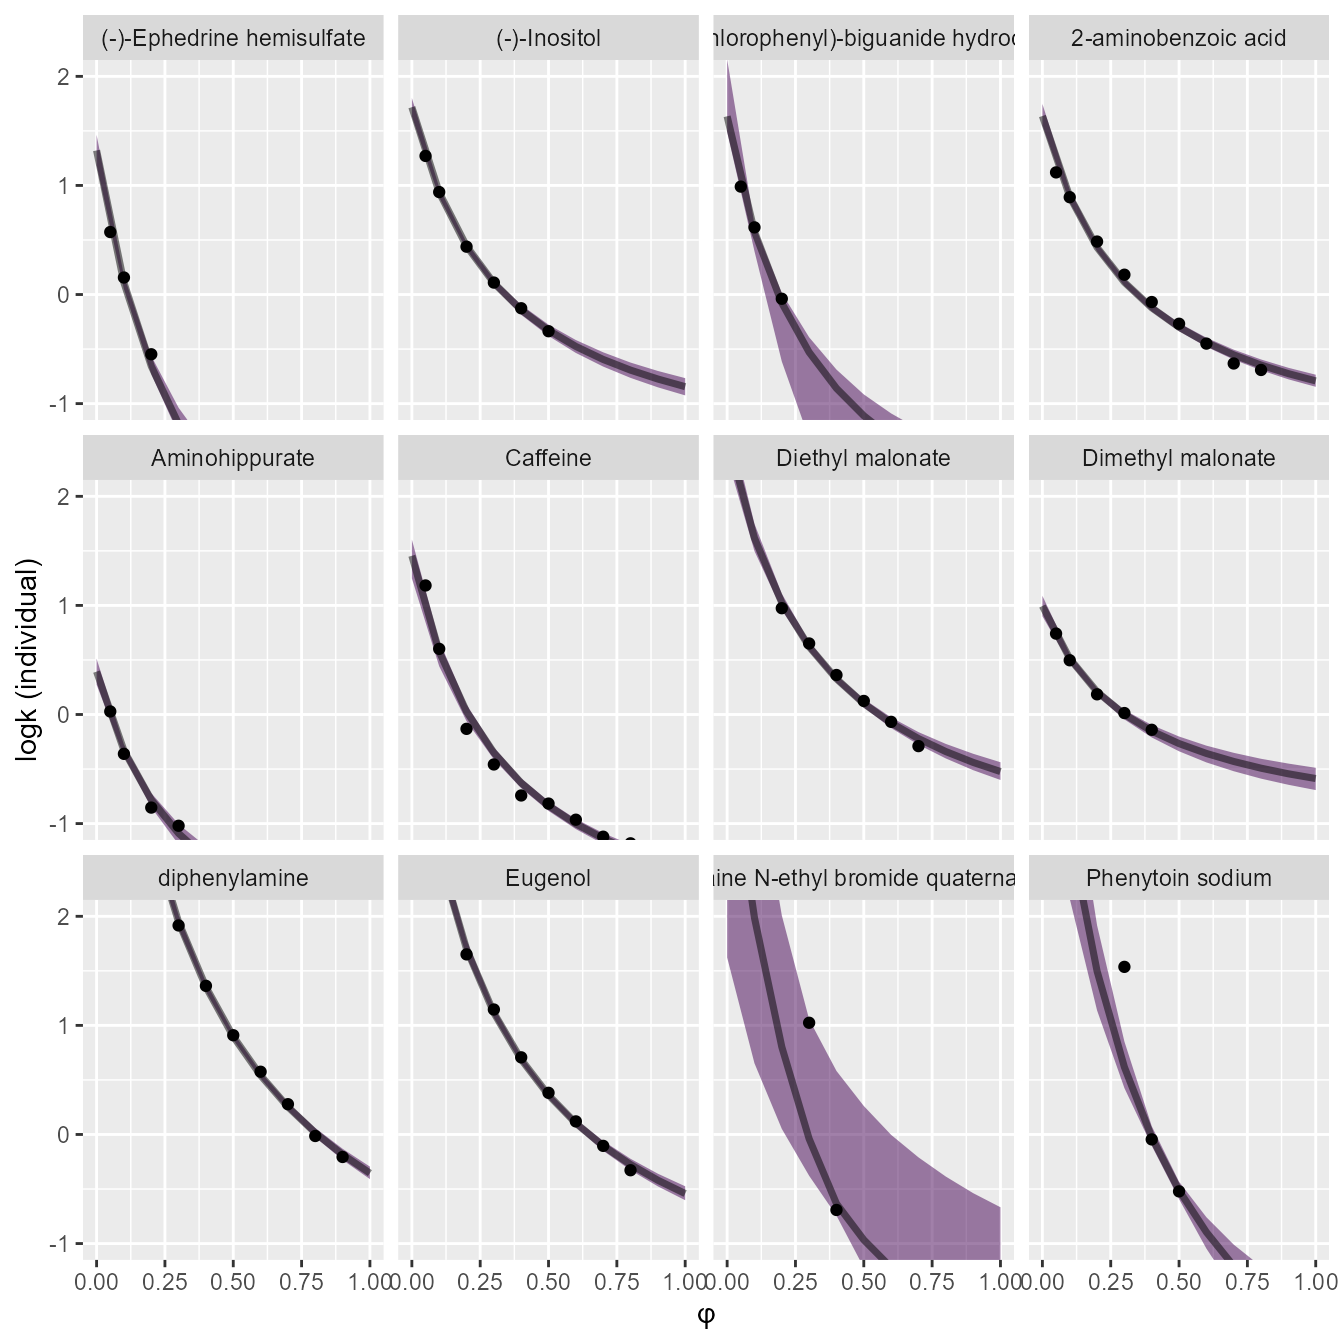 (-)-Ephedrine hemisulfate
(-)-Inositol
hlorophenyl)-biguanide hydroc
2-aminobenzoic acid
2
1
0
-1
Aminohippurate
Caffeine
Diethyl malonate
Dimethyl malonate
2
1
0
-1
logk (individual)
diphenylamine
Eugenol
nine N-ethyl bromide quaterna
Phenytoin sodium
2
1
0
-1
0.00 0.25 0.50 0.75 1.00
0.00 0.25 0.50 0.75 1.00
0.00 0.25 0.50 0.75 1.00
0.00 0.25 0.50 0.75 1.00
φ